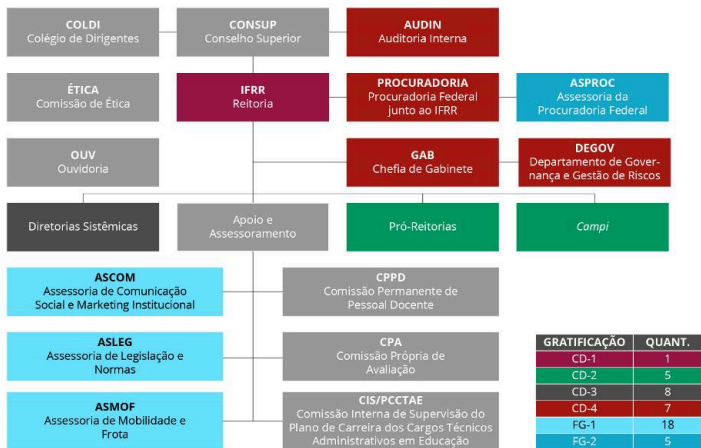 COLDI
Colégio de Dirigentes
CONSUP
Conselho Superior
AUDIN
Auditoria Interna
ÉTICA
Comissão de Ética
IFRR
Reitoria
PROCURADORIA
Procuradoria Federal
junto ao IFRR
ASPROC
Assessoria da
Procuradoria Federal
OUV
Ouvidoria
GAB
Chefia de Gabinete
DEGOV
Departamento de Gover-
nança e Gestão de Riscos
Diretorias Sistêmicas
Apoio e
Assessoramento
Pró-Reitorias
Campi
ASCOM
Assessoria de Comunicação
Social e Marketing Institucional
CPPD
Comissão Permanente de
Pessoal Docente
ASLEG
Assessoria de Legislação e
Normas
CPA
Comissão Própria de
Avaliação
ASMOF
Assessoria de Mobilidade e
Frota
CIS/PCCTAE
Comissão Interna de Supervisão do
Plano de Carreira dos Cargos Técnicos
Administrativos em Educação
GRATIFICAÇÃO QUANT.
CD-1 1
CD-2 5
CD-3 8
CD-4 7
FG-1 18
FG-2 5